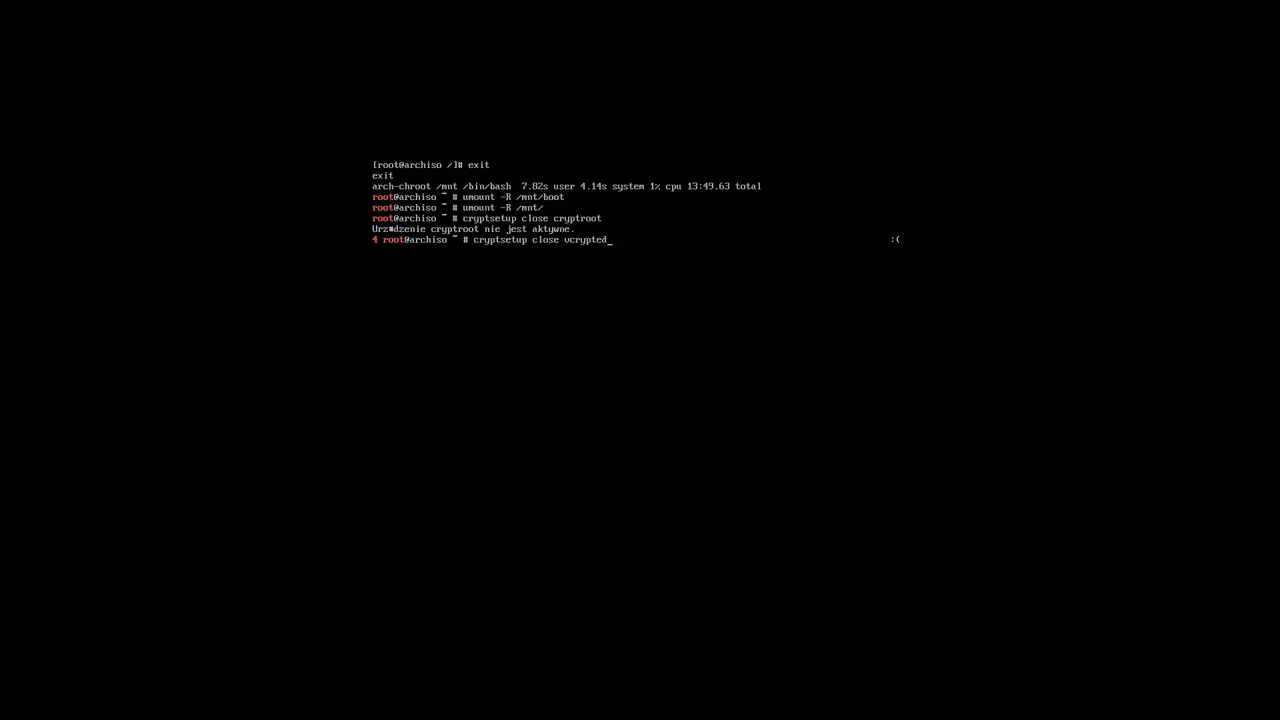 [root@archiso /]# exit
exit
arch-chroot /mnt /bin/bash  7.82s user 4.14s system 1% cpu 13:49.63 total
root@archiso ~ # umount -R /mnt/boot
root@archiso ~ # umount -R /mnt/
root@archiso ~ # cryptsetup close cryptroot
Urz■dzenie cryptroot nie jest aktywne.
4 root@archiso ~ # cryptsetup close vcrypted_ :(